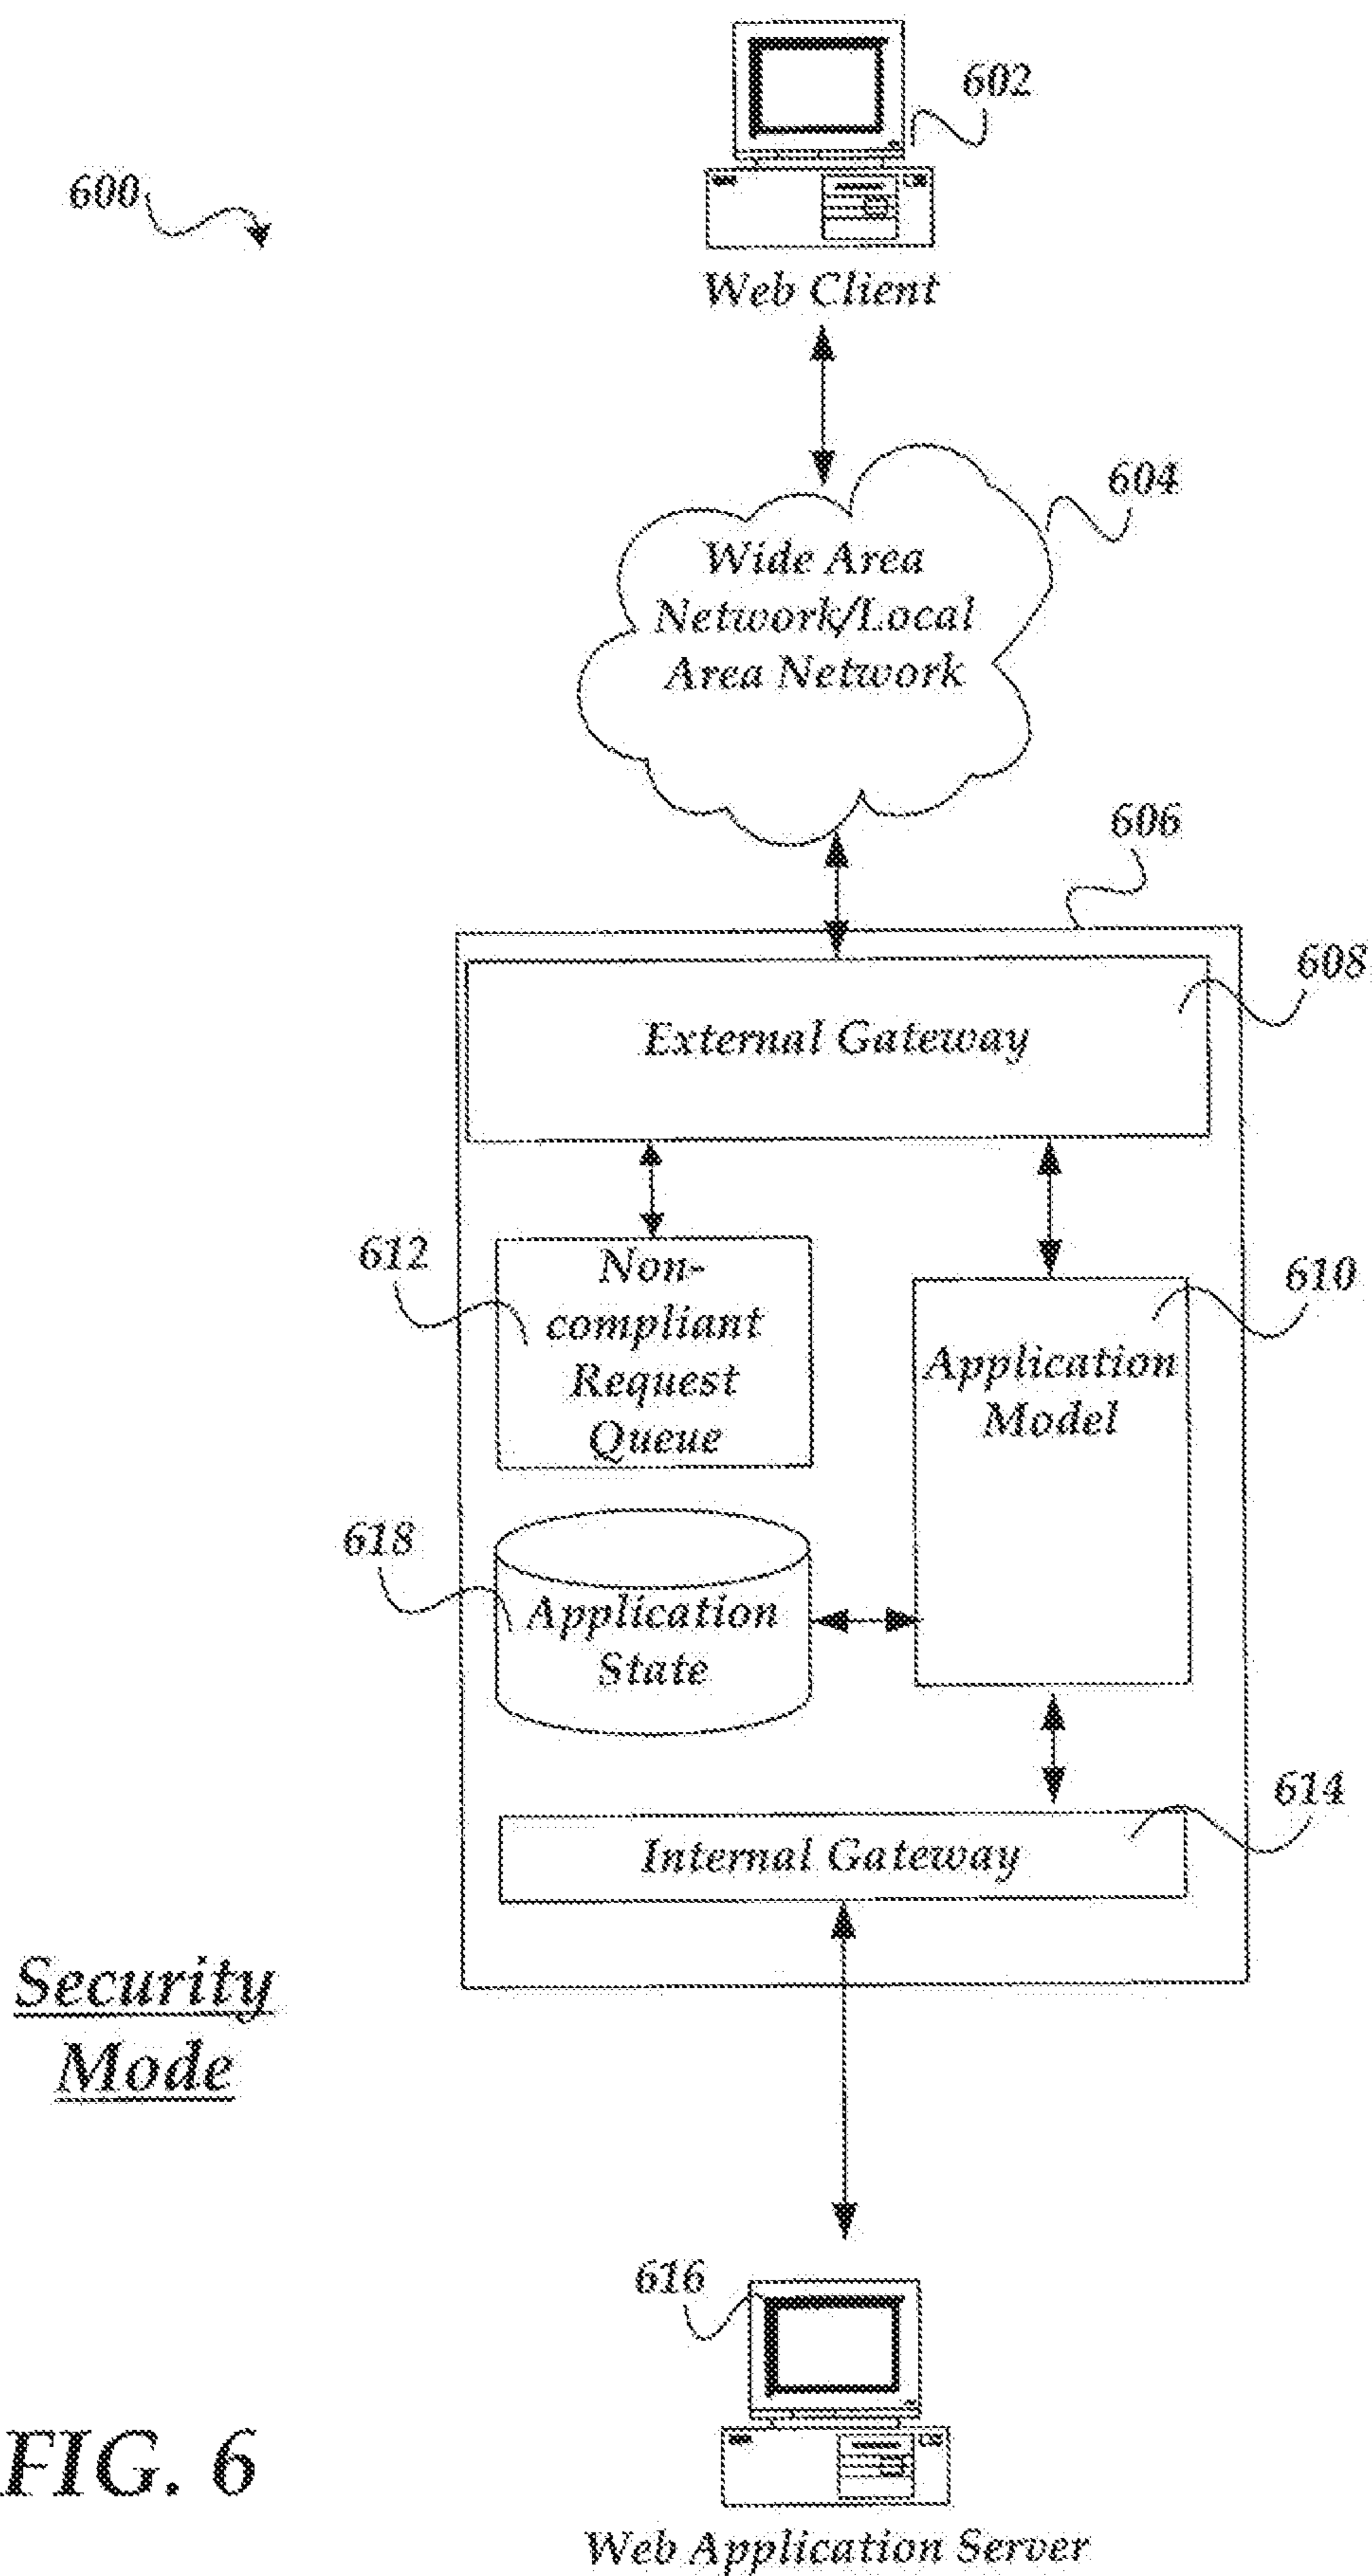 602
600
Web Client
604
Wide Area
Network/Local
Area Network
606
608
External Gateway
612
Non-
compliant
Request
Queue
610
Application
Model
618
Application
State
614
Internal Gateway
Security
Mode
616
FIG. 6
Web Application Server